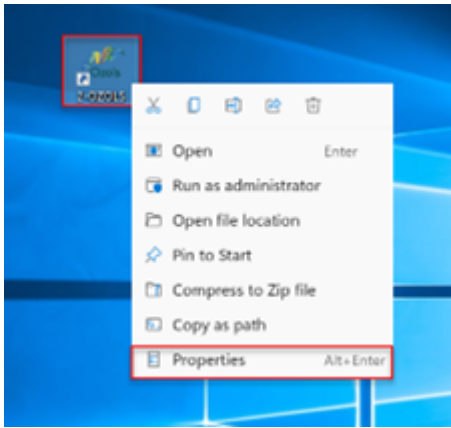 Open Enter
Run as administrator
Open file location
Pin to Start
Compress to Zip file
Copy as path
Properties Alt+Enter